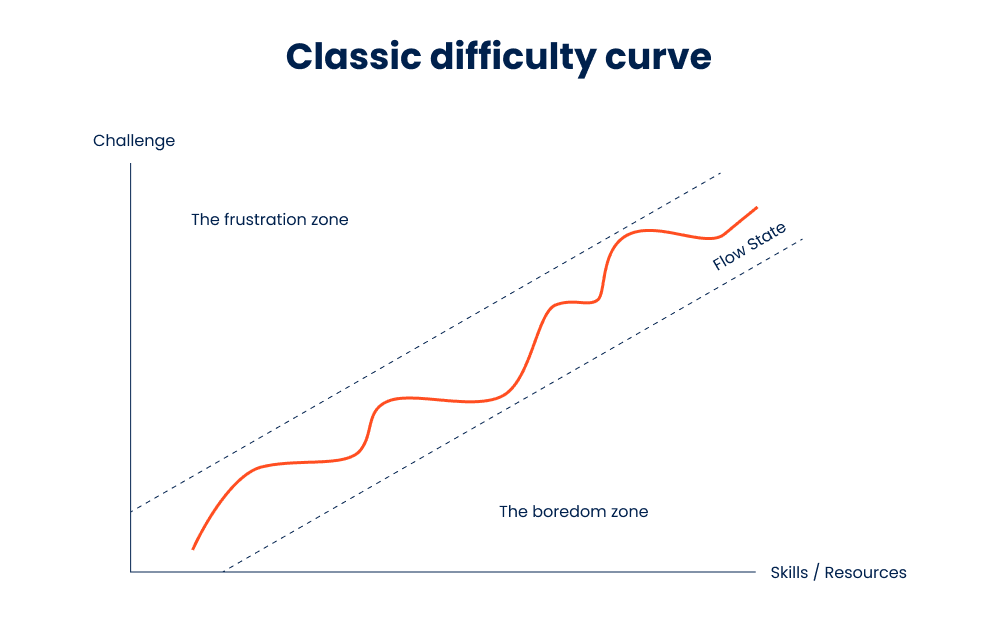 Classic difficulty curve
Challenge
The frustration zone
Flow State
The boredom zone
Skills / Resources